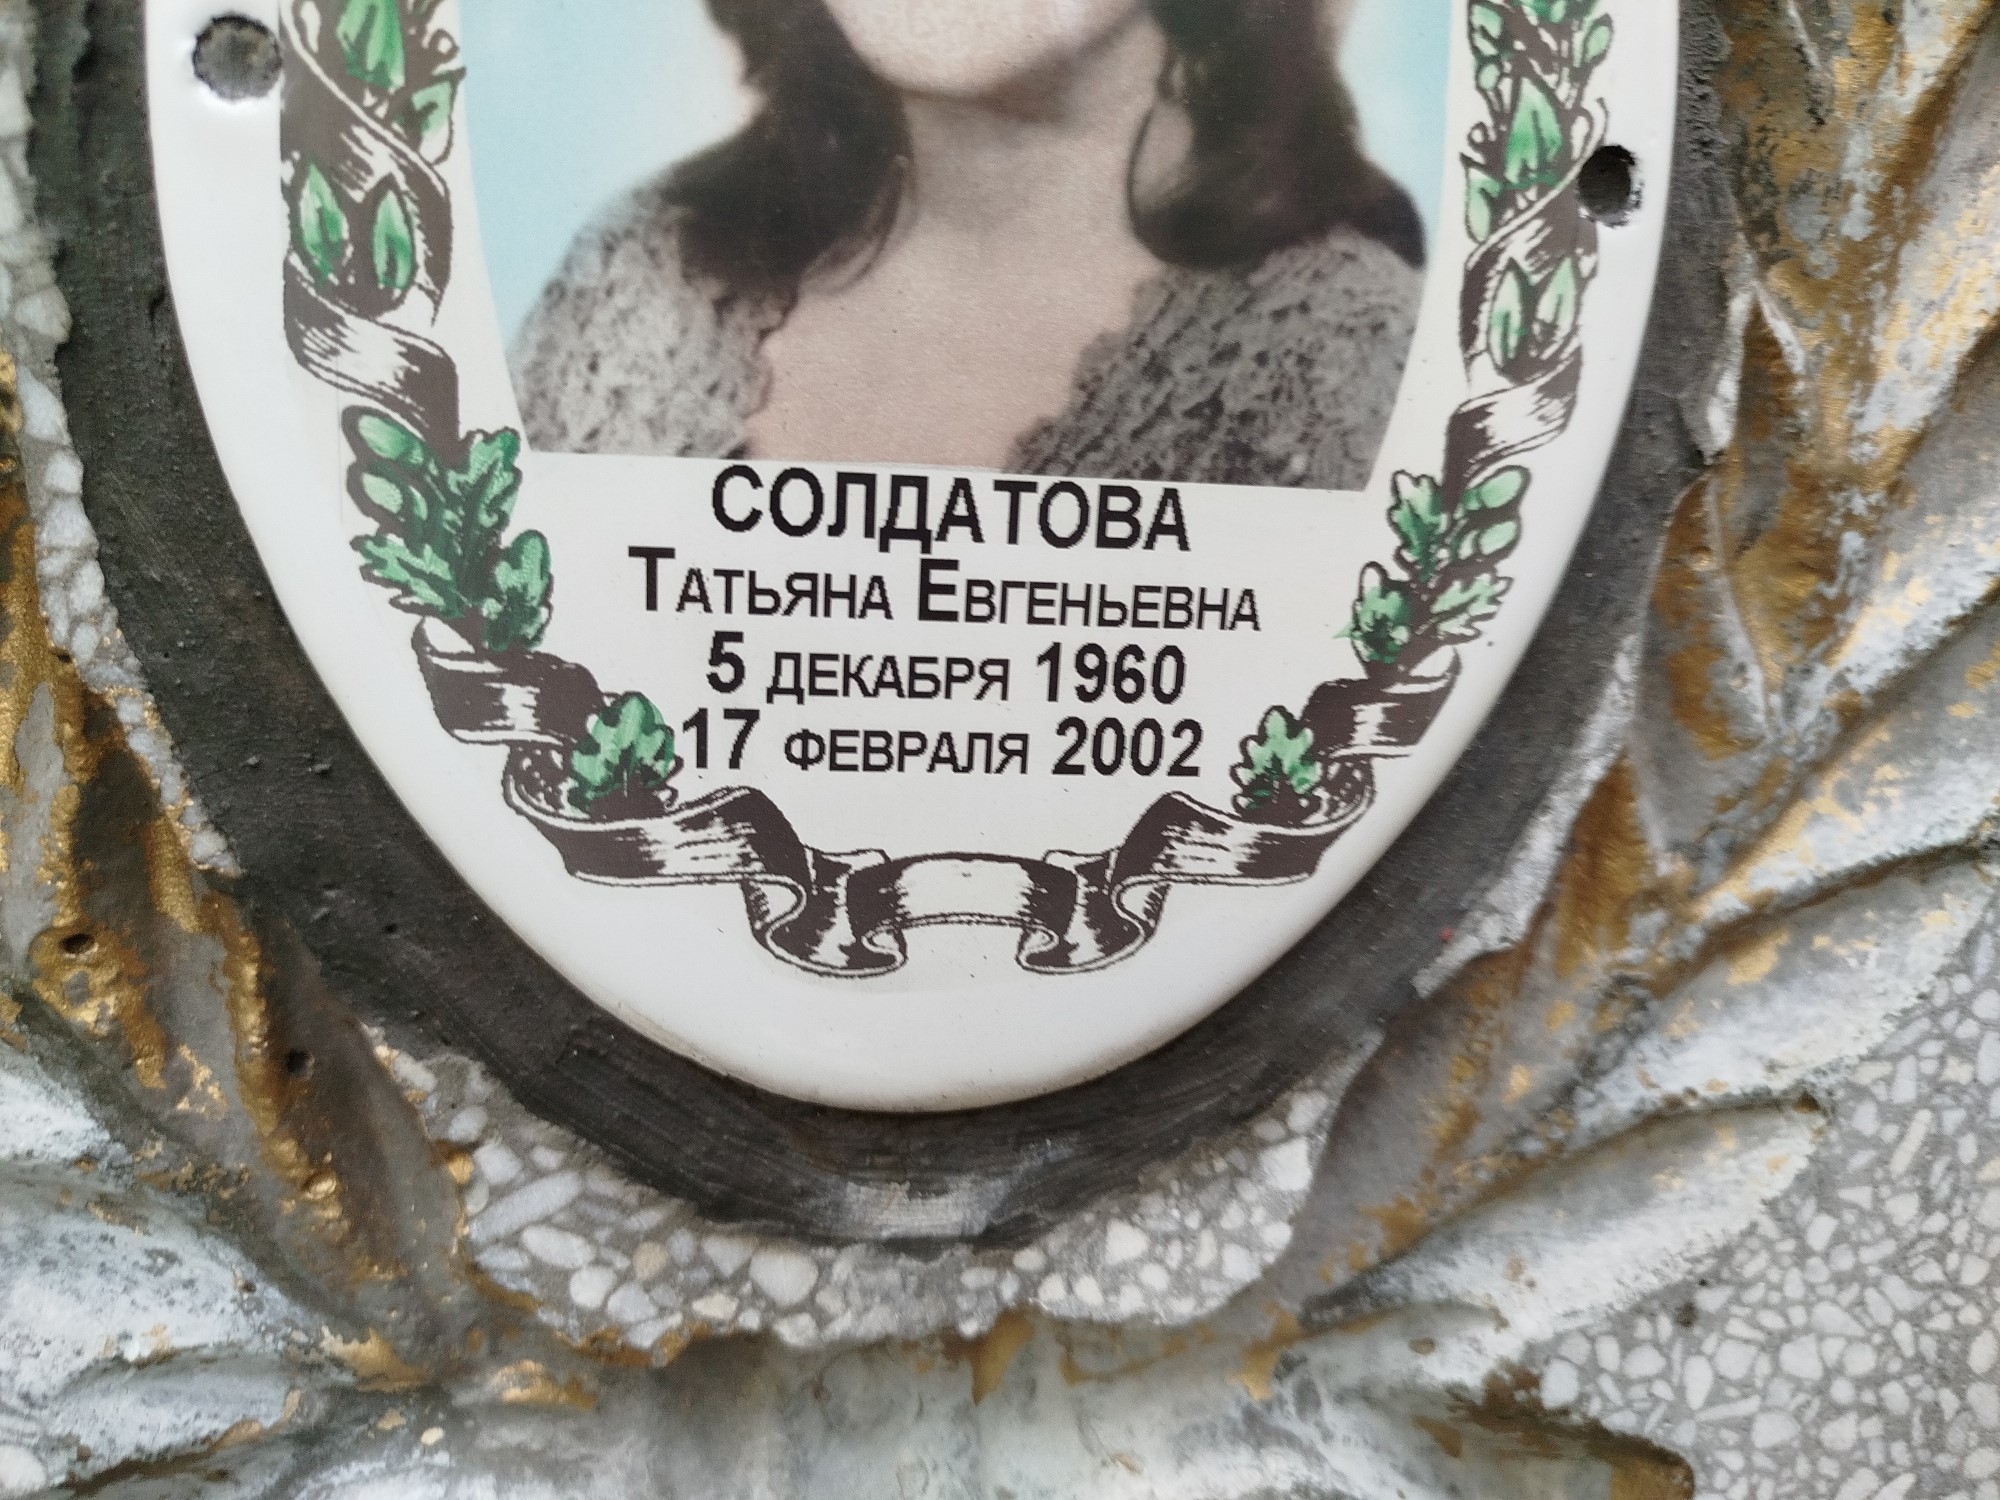 СОЛДАТОВА
Татьяна Евгеньевна
5 декабря 1960
17 февраля 2002